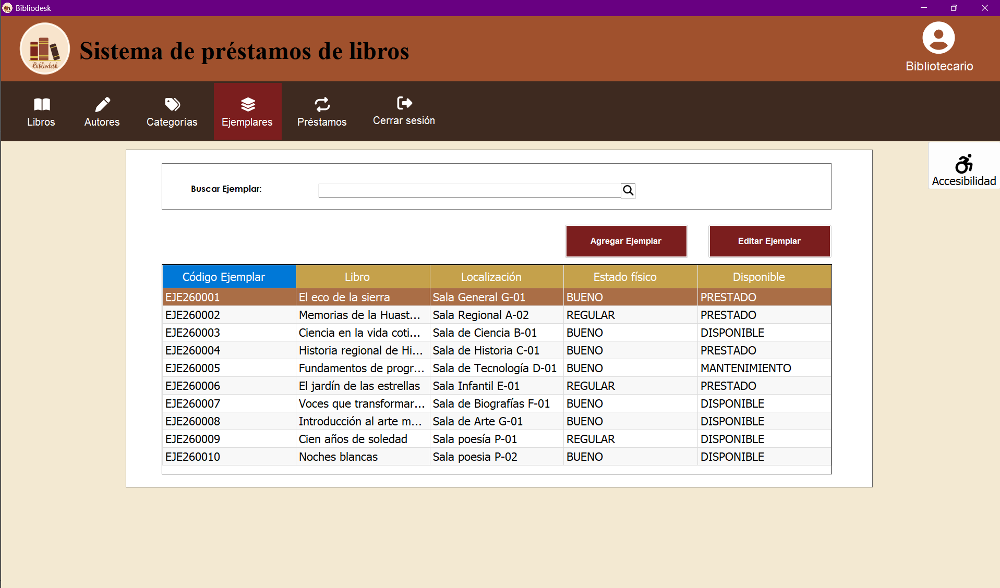 Bibliodesk
Bibliodesk
Sistema de préstamos de libros
Bibliotecario
Libros
Autores
Categorías
Ejemplares
Préstamos
Cerrar sesión
Accesibilidad
Buscar Ejemplar:
Agregar Ejemplar
Editar Ejemplar
Código Ejemplar Libro Localización Estado físico Disponible
EJE260001 El eco de la sierra Sala General G-01 BUENO PRESTADO
EJE260002 Memorias de la Huast... Sala Regional A-02 REGULAR PRESTADO
EJE260003 Ciencia en la vida coti... Sala de Ciencia B-01 BUENO DISPONIBLE
EJE260004 Historia regional de Hi... Sala de Historia C-01 BUENO PRESTADO
EJE260005 Fundamentos de progr... Sala de Tecnología D-01 BUENO MANTENIMIENTO
EJE260006 El jardín de las estrellas Sala Infantil E-01 REGULAR PRESTADO
EJE260007 Voces que transformar... Sala de Biografías F-01 BUENO DISPONIBLE
EJE260008 Introducción al arte m... Sala de Arte G-01 BUENO DISPONIBLE
EJE260009 Cien años de soledad Sala poesía P-01 REGULAR DISPONIBLE
EJE260010 Noches blancas Sala poesia P-02 BUENO DISPONIBLE